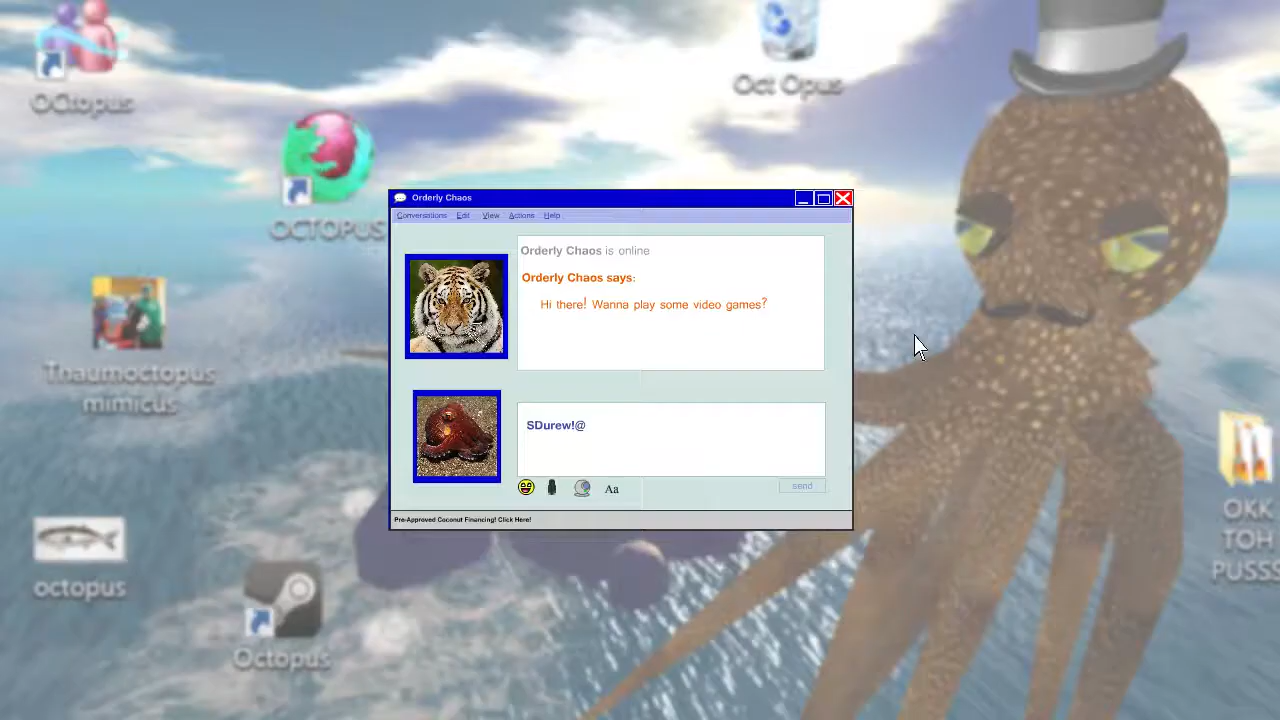 OCtopus
Oct Opus
OCTOPUS
Orderly Chaos
Conversations Edit View Actions Help
Orderly Chaos is online
Orderly Chaos says:
Hi there! Wanna play some video games?
Thaumoctopus
mimicus
SDurew!@
Aa
send
Pre-Approved Coconut Financing! Click Here!
OKK
TOH
PUSSS
octopus
Octopus